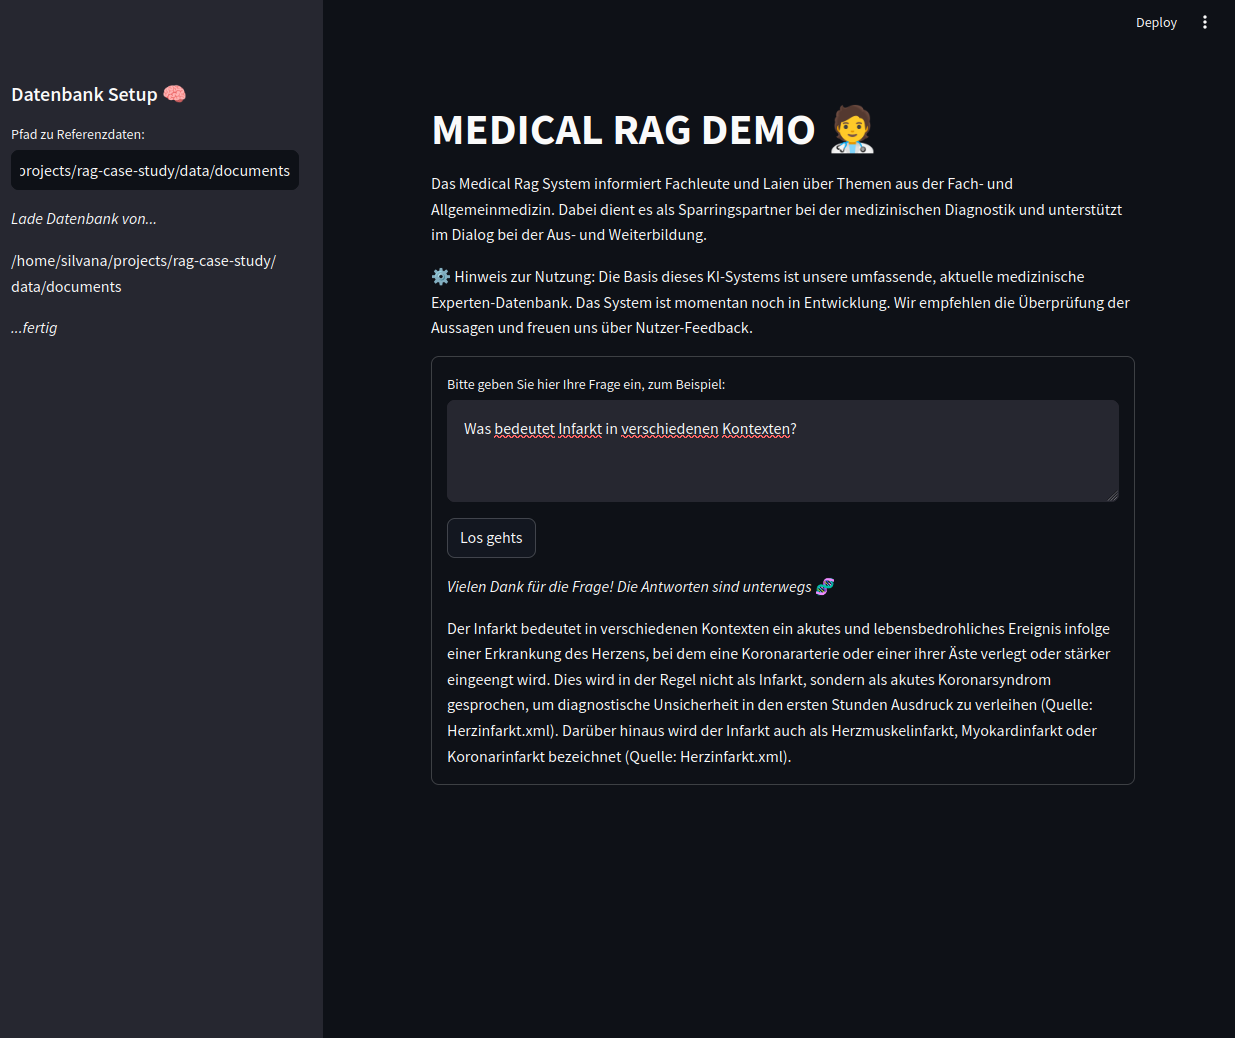 Deploy
Datenbank Setup 🧠
Pfad zu Referenzdaten:
projects/rag-case-study/data/documents
Lade Datenbank von...
/home/silvana/projects/rag-case-study/
data/documents
...fertig
MEDICAL RAG DEMO 🧑‍⚕️
Das Medical Rag System informiert Fachleute und Laien über Themen aus der Fach- und
Allgemeinmedizin. Dabei dient es als Sparringspartner bei der medizinischen Diagnostik und unterstützt
im Dialog bei der Aus- und Weiterbildung.
⚙️ Hinweis zur Nutzung: Die Basis dieses KI-Systems ist unsere umfassende, aktuelle medizinische
Experten-Datenbank. Das System ist momentan noch in Entwicklung. Wir empfehlen die Überprüfung der
Aussagen und freuen uns über Nutzer-Feedback.
Bitte geben Sie hier Ihre Frage ein, zum Beispiel:
Was bedeutet Infarkt in verschiedenen Kontexten?
Los gehts
Vielen Dank für die Frage! Die Antworten sind unterwegs 🧬
Der Infarkt bedeutet in verschiedenen Kontexten ein akutes und lebensbedrohliches Ereignis infolge
einer Erkrankung des Herzens, bei dem eine Koronararterie oder einer ihrer Äste verlegt oder stärker
eingeengt wird. Dies wird in der Regel nicht als Infarkt, sondern als akutes Koronarsyndrom
gesprochen, um diagnostische Unsicherheit in den ersten Stunden Ausdruck zu verleihen (Quelle:
Herzinfarkt.xml). Darüber hinaus wird der Infarkt auch als Herzmuskelinfarkt, Myokardinfarkt oder
Koronarinfarkt bezeichnet (Quelle: Herzinfarkt.xml).